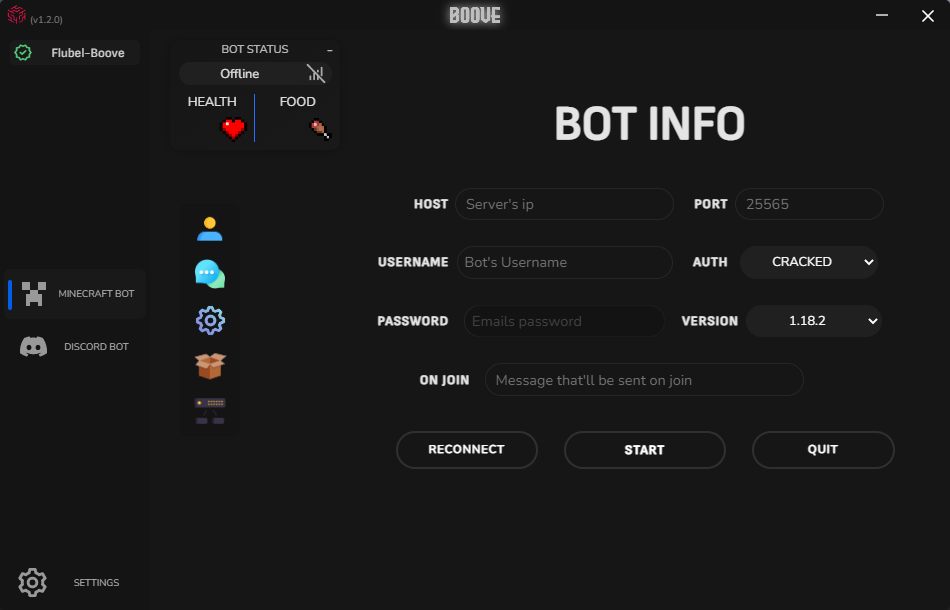 (v1.2.0)
BOOVE
Flubel-Boove
BOT STATUS
-
Offline
HEALTH FOOD
BOT INFO
HOST Server's ip PORT 25565
USERNAME Bot's Username AUTH CRACKED
MINECRAFT BOT
PASSWORD Emails password VERSION 1.18.2
DISCORD BOT
ON JOIN Message that'll be sent on join
RECONNECT START QUIT
SETTINGS